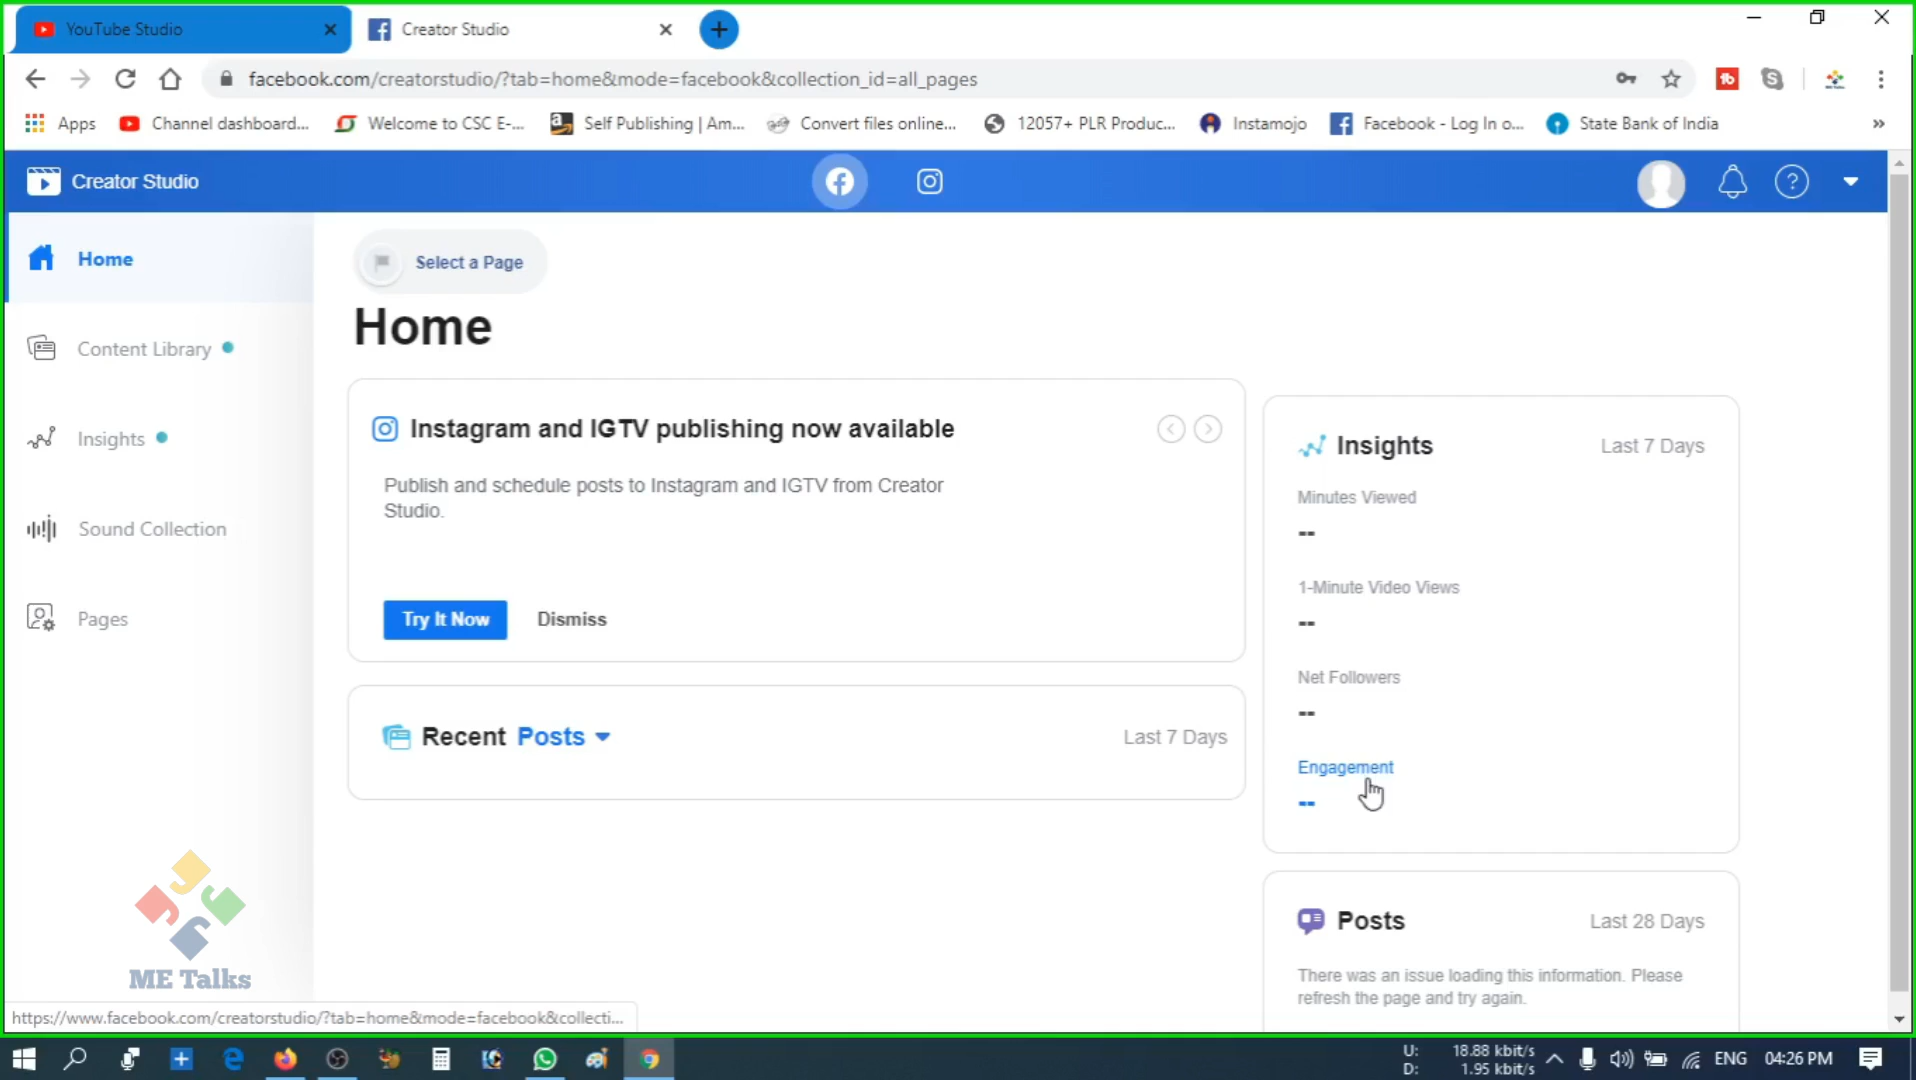 YouTube Studio
Creator Studio
facebook.com/creatorstudio/?tab=home&mode=facebook&collection_id=all_pages
Apps
Channel dashboard...
Welcome to CSC E-...
Self Publishing | Am...
Convert files online...
12057+ PLR Produc...
Instamojo
Facebook - Log In o...
State Bank of India
»
Creator Studio
Home
Content Library
Insights
Sound Collection
Pages
Select a Page
Home
Instagram and IGTV publishing now available
Publish and schedule posts to Instagram and IGTV from Creator
Studio.
Try It Now
Dismiss
Recent Posts
Last 7 Days
Insights
Last 7 Days
Minutes Viewed
--
1-Minute Video Views
--
Net Followers
--
Engagement
--
Posts
Last 28 Days
There was an issue loading this information. Please
refresh the page and try again.
ME Talks
https://www.facebook.com/creatorstudio/?tab=home&mode=facebook&collecti...
U: 18.88 kbit/s
D: 1.95 kbit/s
ENG
04:26 PM